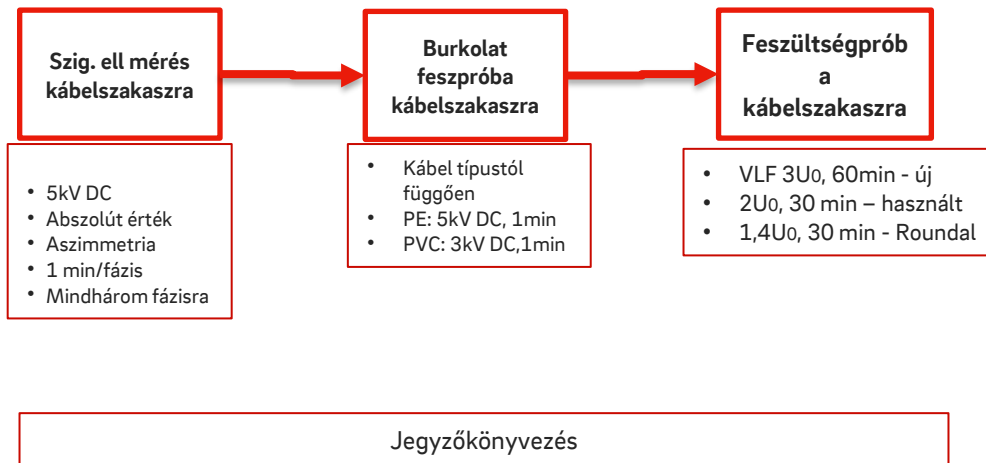 Szig. ell mérés
kábelszakaszra
• 5kV DC
• Abszolút érték
• Aszimmetria
• 1 min/fázis
• Mindhárom fázisra
Burkolat
feszpróba
kábelszakaszra
• Kábel típustól
függően
• PE: 5kV DC, 1min
• PVC: 3kV DC,1min
Feszültségprób
a
kábelszakaszra
• VLF 3U0, 60min - új
• 2U0, 30 min – használt
• 1,4U0, 30 min - Roundal
Jegyzőkönyvezés